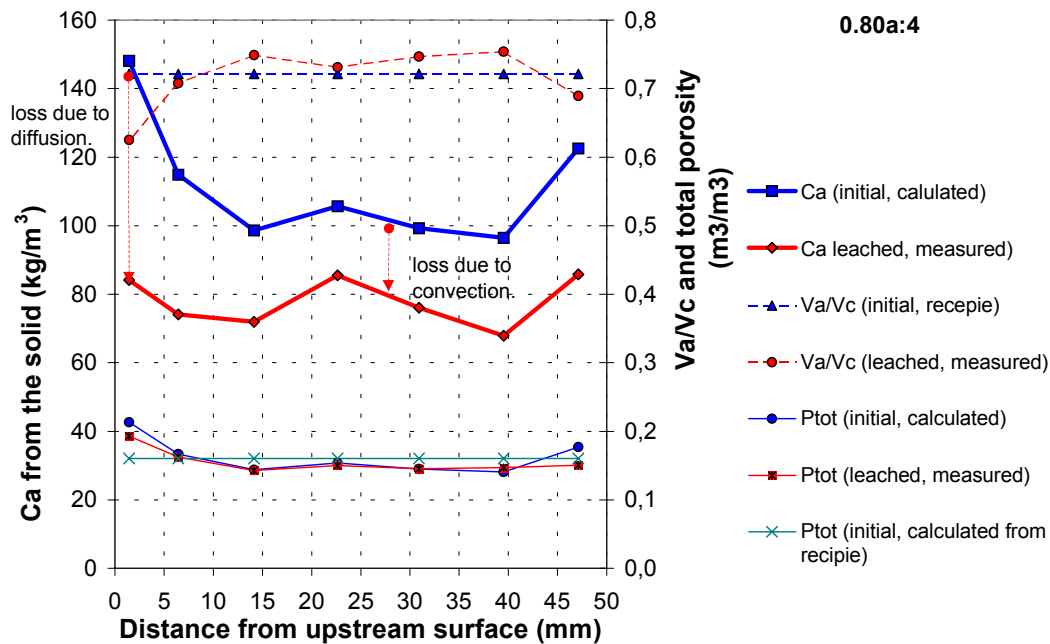 0.80a:4
160
140
120
100
80
60
40
20
0
Ca from the solid (kg/m³)
0,8
0,7
0,6
0,5
0,4
0,3
0,2
0,1
0,0
Va/Vc and total porosity
(m3/m3)
0 5 10 15 20 25 30 35 40 45 50
Distance from upstream surface (mm)
loss due to
diffusion.
loss due to
convection.
Ca (initial, calulated)
Ca leached, measured)
Va/Vc (initial, recepie)
Va/Vc (leached, measured)
Ptot (initial, calculated)
Ptot (leached, measured)
Ptot (initial, calculated from
recipie)